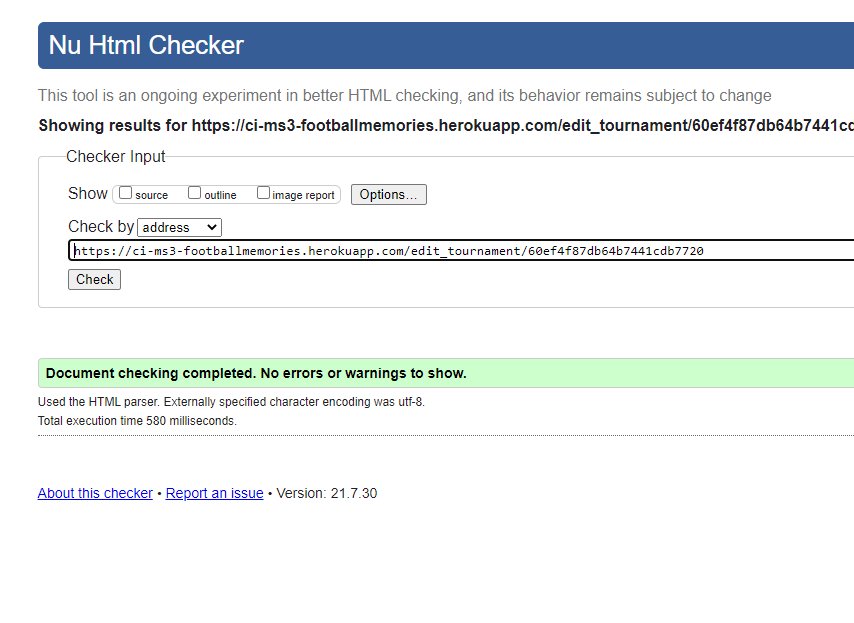 Nu Html Checker
This tool is an ongoing experiment in better HTML checking, and its behavior remains subject to change
Showing results for https://ci-ms3-footballmemories.herokuapp.com/edit_tournament/60ef4f87db64b7441cd
Checker Input
Show source outline image report Options...
Check by address
https://ci-ms3-footballmemories.herokuapp.com/edit_tournament/60ef4f87db64b7441cdb7720
Check
Document checking completed. No errors or warnings to show.
Used the HTML parser. Externally specified character encoding was utf-8.
Total execution time 580 milliseconds.
About this checker • Report an issue • Version: 21.7.30